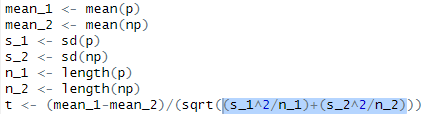 mean_1 <- mean(p)
mean_2 <- mean(np)
s_1 <- sd(p)
s_2 <- sd(np)
n_1 <- length(p)
n_2 <- length(np)
t <- (mean_1-mean_2)/(sqrt((s_1^2/n_1)+(s_2^2/n_2)))